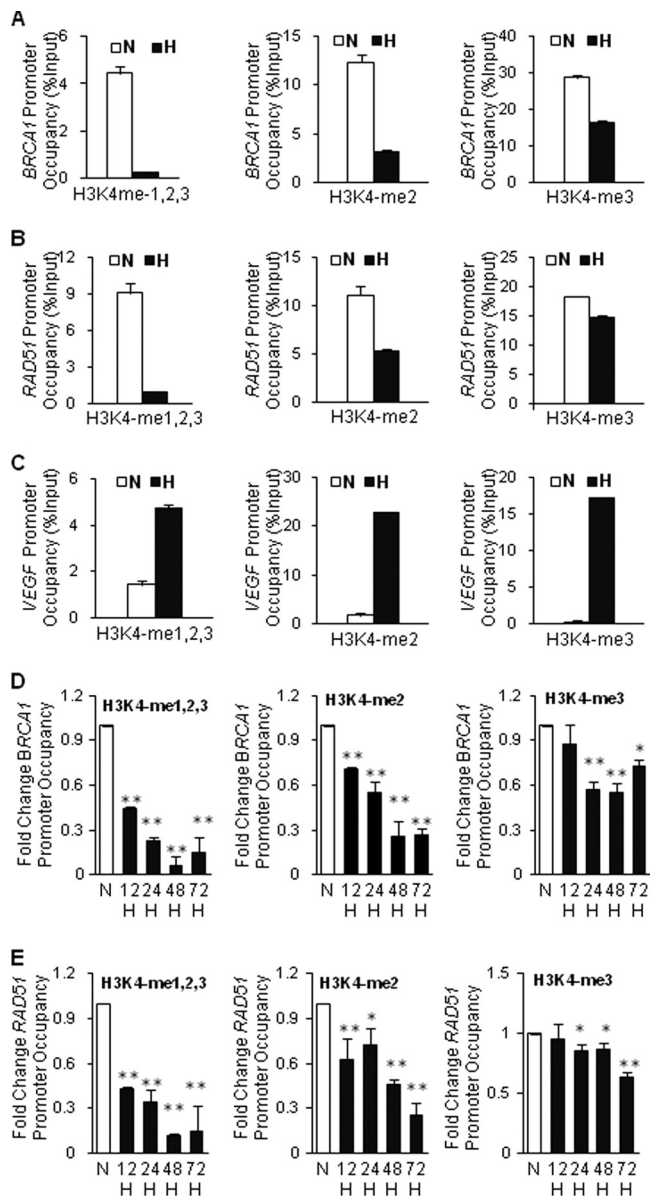 A
BRCA1 Promoter
Occupancy (%Input)
6
4
2
0
N H
H3K4me-1,2,3
BRCA1 Promoter
Occupancy (%Input)
15
10
5
0
N H
H3K4-me2
BRCA1 Promoter
Occupancy (%Input)
40
30
20
10
0
N H
H3K4-me3
B
RAD51 Promoter
Occupancy (%Input)
12
9
6
3
0
N H
H3K4-me1,2,3
RAD51 Promoter
Occupancy (%Input)
15
10
5
0
N H
H3K4-me2
RAD51 Promoter
Occupancy (%Input)
25
20
15
10
5
0
N H
H3K4-me3
C
VEGF Promoter
Occupancy (%Input)
6
4
2
0
N H
H3K4-me1,2,3
VEGF Promoter
Occupancy (%Input)
30
20
10
0
N H
H3K4-me2
VEGF Promoter
Occupancy (%Input)
20
15
10
5
0
N H
H3K4-me3
D
Fold Change BRCA1
Promoter Occupancy
1.2
0.9
0.6
0.3
0
H3K4-me1,2,3
** ** ** **
N 12 24 48 72
H H H H
Fold Change BRCA1
Promoter Occupancy
1.2
0.9
0.6
0.3
0
H3K4-me2
** ** ** **
N 12 24 48 72
H H H H
Fold Change BRCA1
Promoter Occupancy
1.2
0.9
0.6
0.3
0
H3K4-me3
** ** *
N 12 24 48 72
H H H H
E
Fold Change RAD51
Promoter Occupancy
1.2
0.9
0.6
0.3
0
H3K4-me1,2,3
** ** ** **
N 12 24 48 72
H H H H
Fold Change RAD51
Promoter Occupancy
1.2
0.9
0.6
0.3
0
H3K4-me2
** * ** **
N 12 24 48 72
H H H H
Fold Change RAD51
Promoter Occupancy
1.5
1
0.5
0
H3K4-me3
* * **
N 12 24 48 72
H H H H